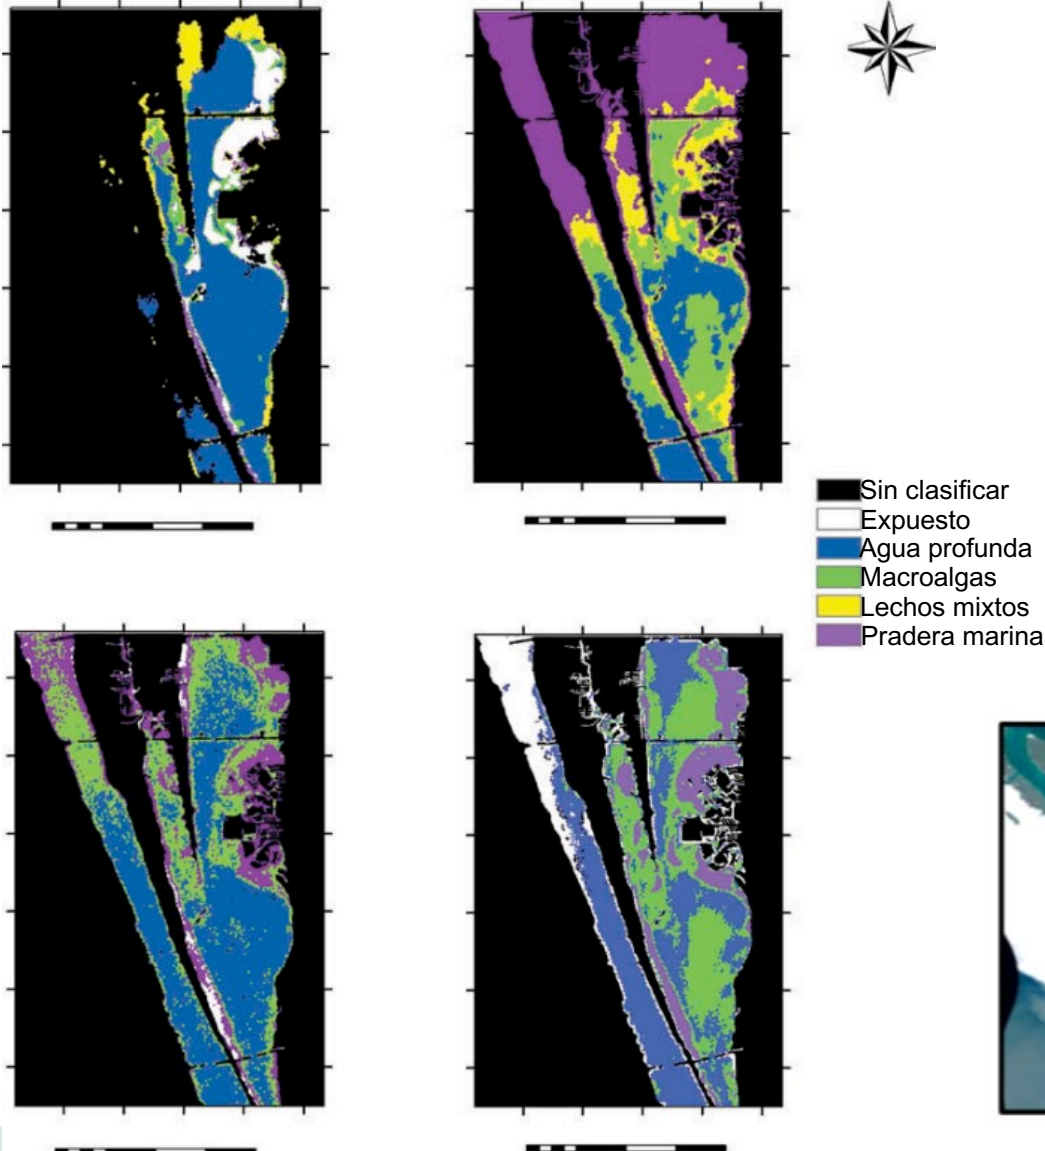 Sin clasificar
Expuesto
Agua profunda
Macroalgas
Lechos mixtos
Pradera marina